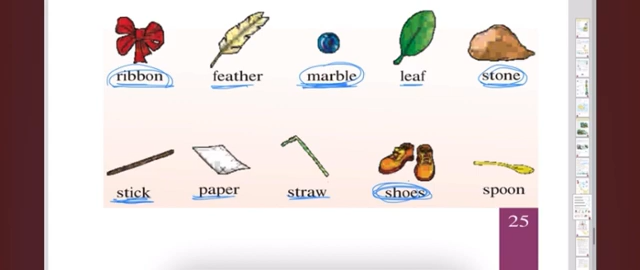 ribbon feather marble leaf stone
stick paper straw shoes spoon
25